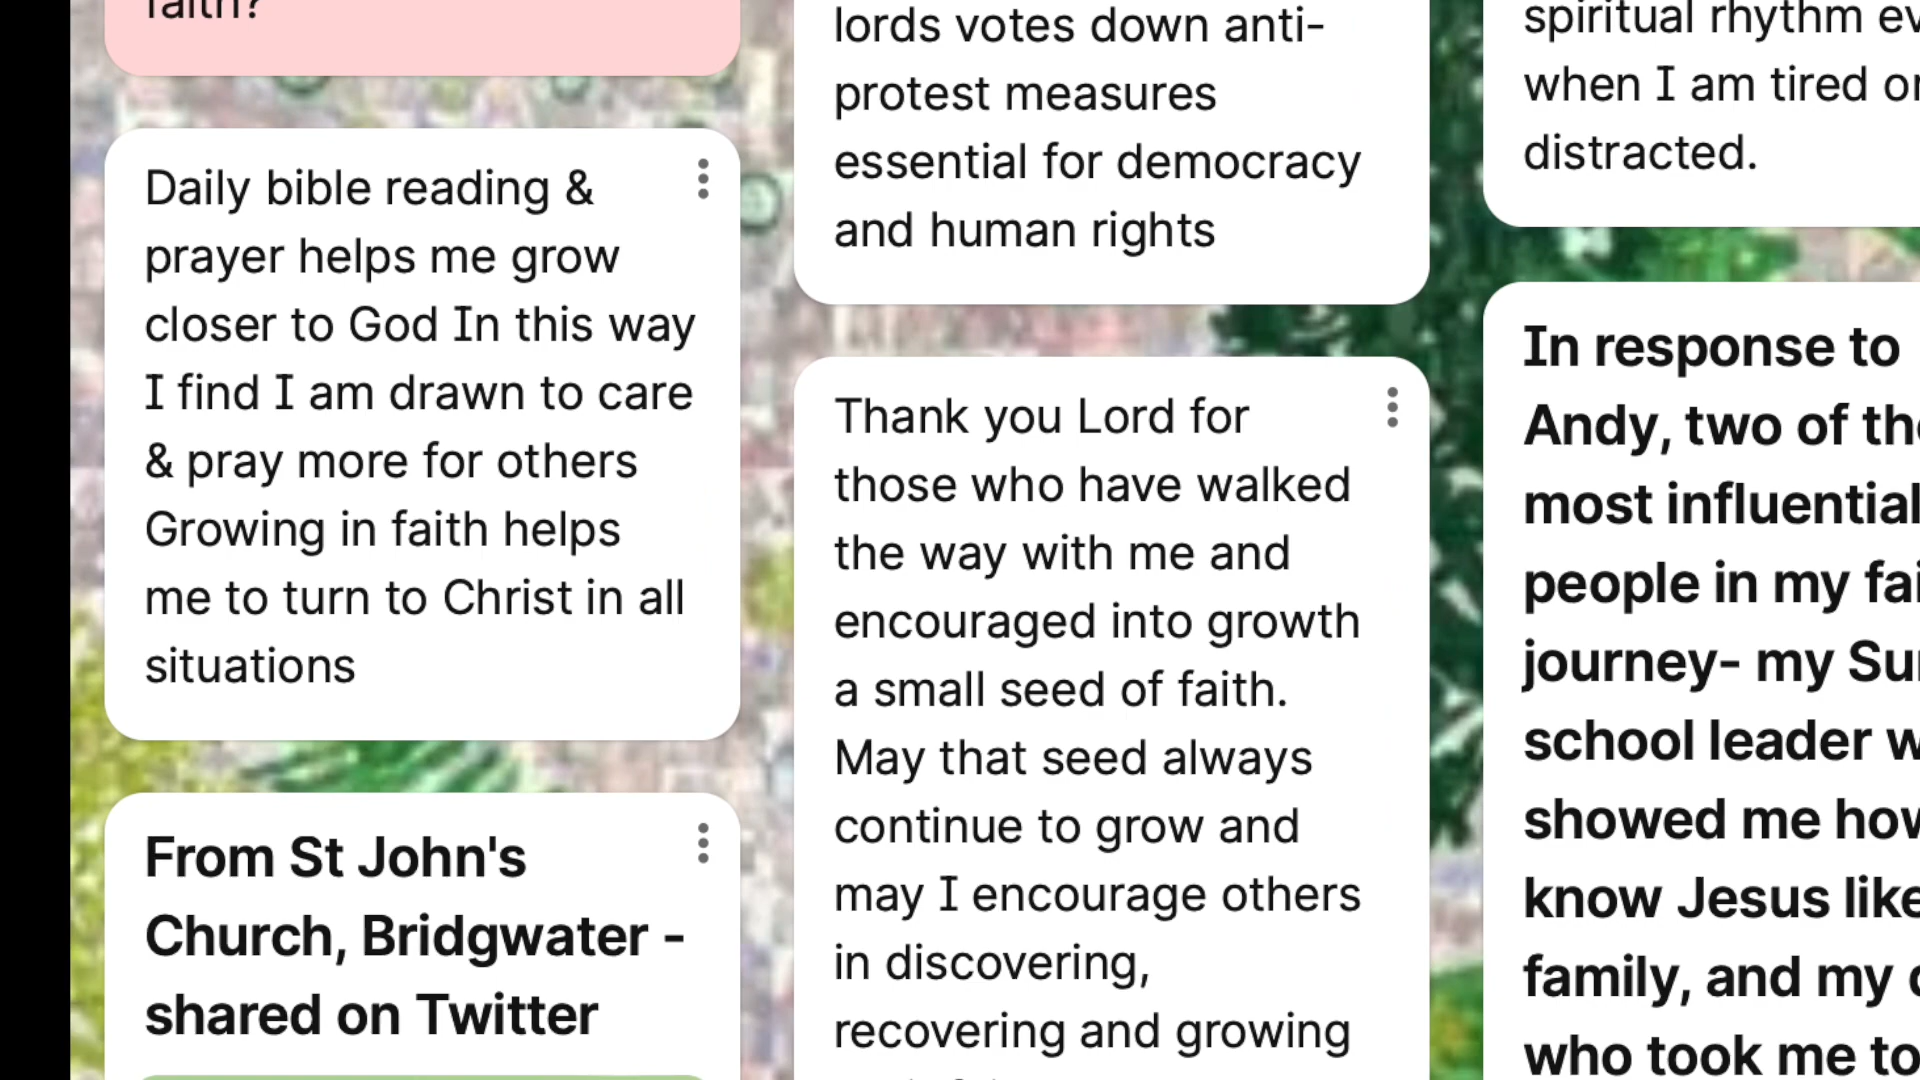 faith?
Daily bible reading &
prayer helps me grow
closer to God In this way
I find I am drawn to care
& pray more for others
Growing in faith helps
me to turn to Christ in all
situations
From St John's
Church, Bridgwater -
shared on Twitter
lords votes down anti-
protest measures
essential for democracy
and human rights
Thank you Lord for
those who have walked
the way with me and
encouraged into growth
a small seed of faith.
May that seed always
continue to grow and
may I encourage others
in discovering,
recovering and growing
spiritual rhythm
when I am tired
distracted.
In response to
Andy, two of
most influential
people in my
journey- my
school leader
showed me
know Jesus like
family, and my
who took me to